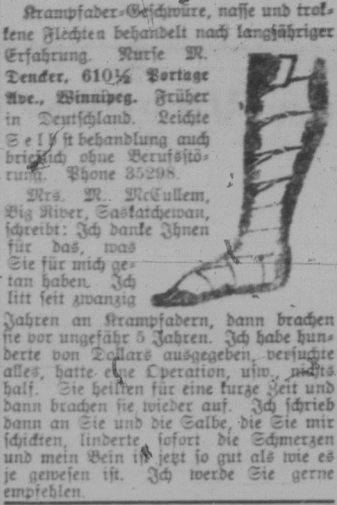 Krampfader-Geschwüre, nasse und trok-
kene Flechten behandelt nach langjähriger
Erfahrung. Nurse M.
Dencker, 610½ Portage
Ave., Winnipeg. Früher
in Deutschland. Leichte
Selbstbehandlung auch
brieflich ohne Berufsstö-
rung. Phone 35298.
Mrs. M. McCullem,
Big River, Saskatchewan,
schreibt: Ich danke Ihnen
für das, was
Sie für mich ge-
tan haben. Ich
litt seit zwanzig
Jahren an Krampfadern, dann brachen
sie vor ungefähr 5 Jahren. Ich habe hun-
derte von Dollars ausgegeben, versuchte
alles, hatte eine Operation, usw., nichts
half. Sie heilten für eine kurze Zeit und
dann brachen sie wieder auf. Ich schrieb
dann an Sie und die Salbe, die Sie mir
schickten, linderte sofort die Schmerzen
und mein Bein ist jetzt so gut als wie es
je gewesen ist. Ich werde Sie gerne
empfehlen.